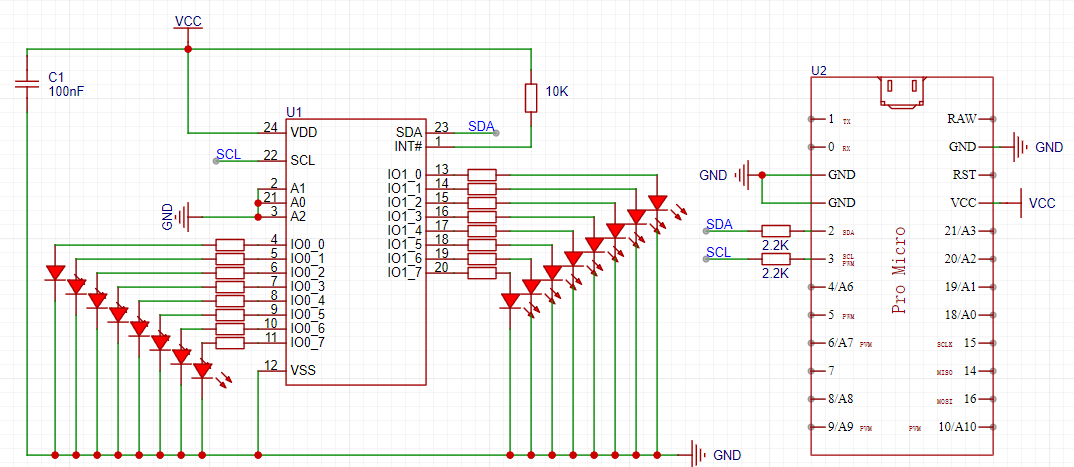 VCC
C1
100nF
10K
U1
24 VDD
SDA 23 SDA
INT# 1
SCL 22 SCL
2 A1
21 A0
3 A2
GND
IO1_0 13
IO1_1 14
IO1_2 15
IO1_3 16
IO1_4 17
IO1_5 18
IO1_6 19
IO1_7 20
4 IO0_0
5 IO0_1
6 IO0_2
7 IO0_3
8 IO0_4
9 IO0_5
10 IO0_6
11 IO0_7
12 VSS
GND
U2
1 TX RAW
0 RX GND GND
GND GND RST
GND VCC VCC
SDA 2.2K 2 SDA 21/A3
SCL 2.2K 3 SCL PWM 20/A2
4/A6 19/A1
5 PWM 18/A0
6/A7 PWM SCLK 15
7 MISO 14
8/A8 MOSI 16
9/A9 PWM PWM 10/A10
Pro Micro